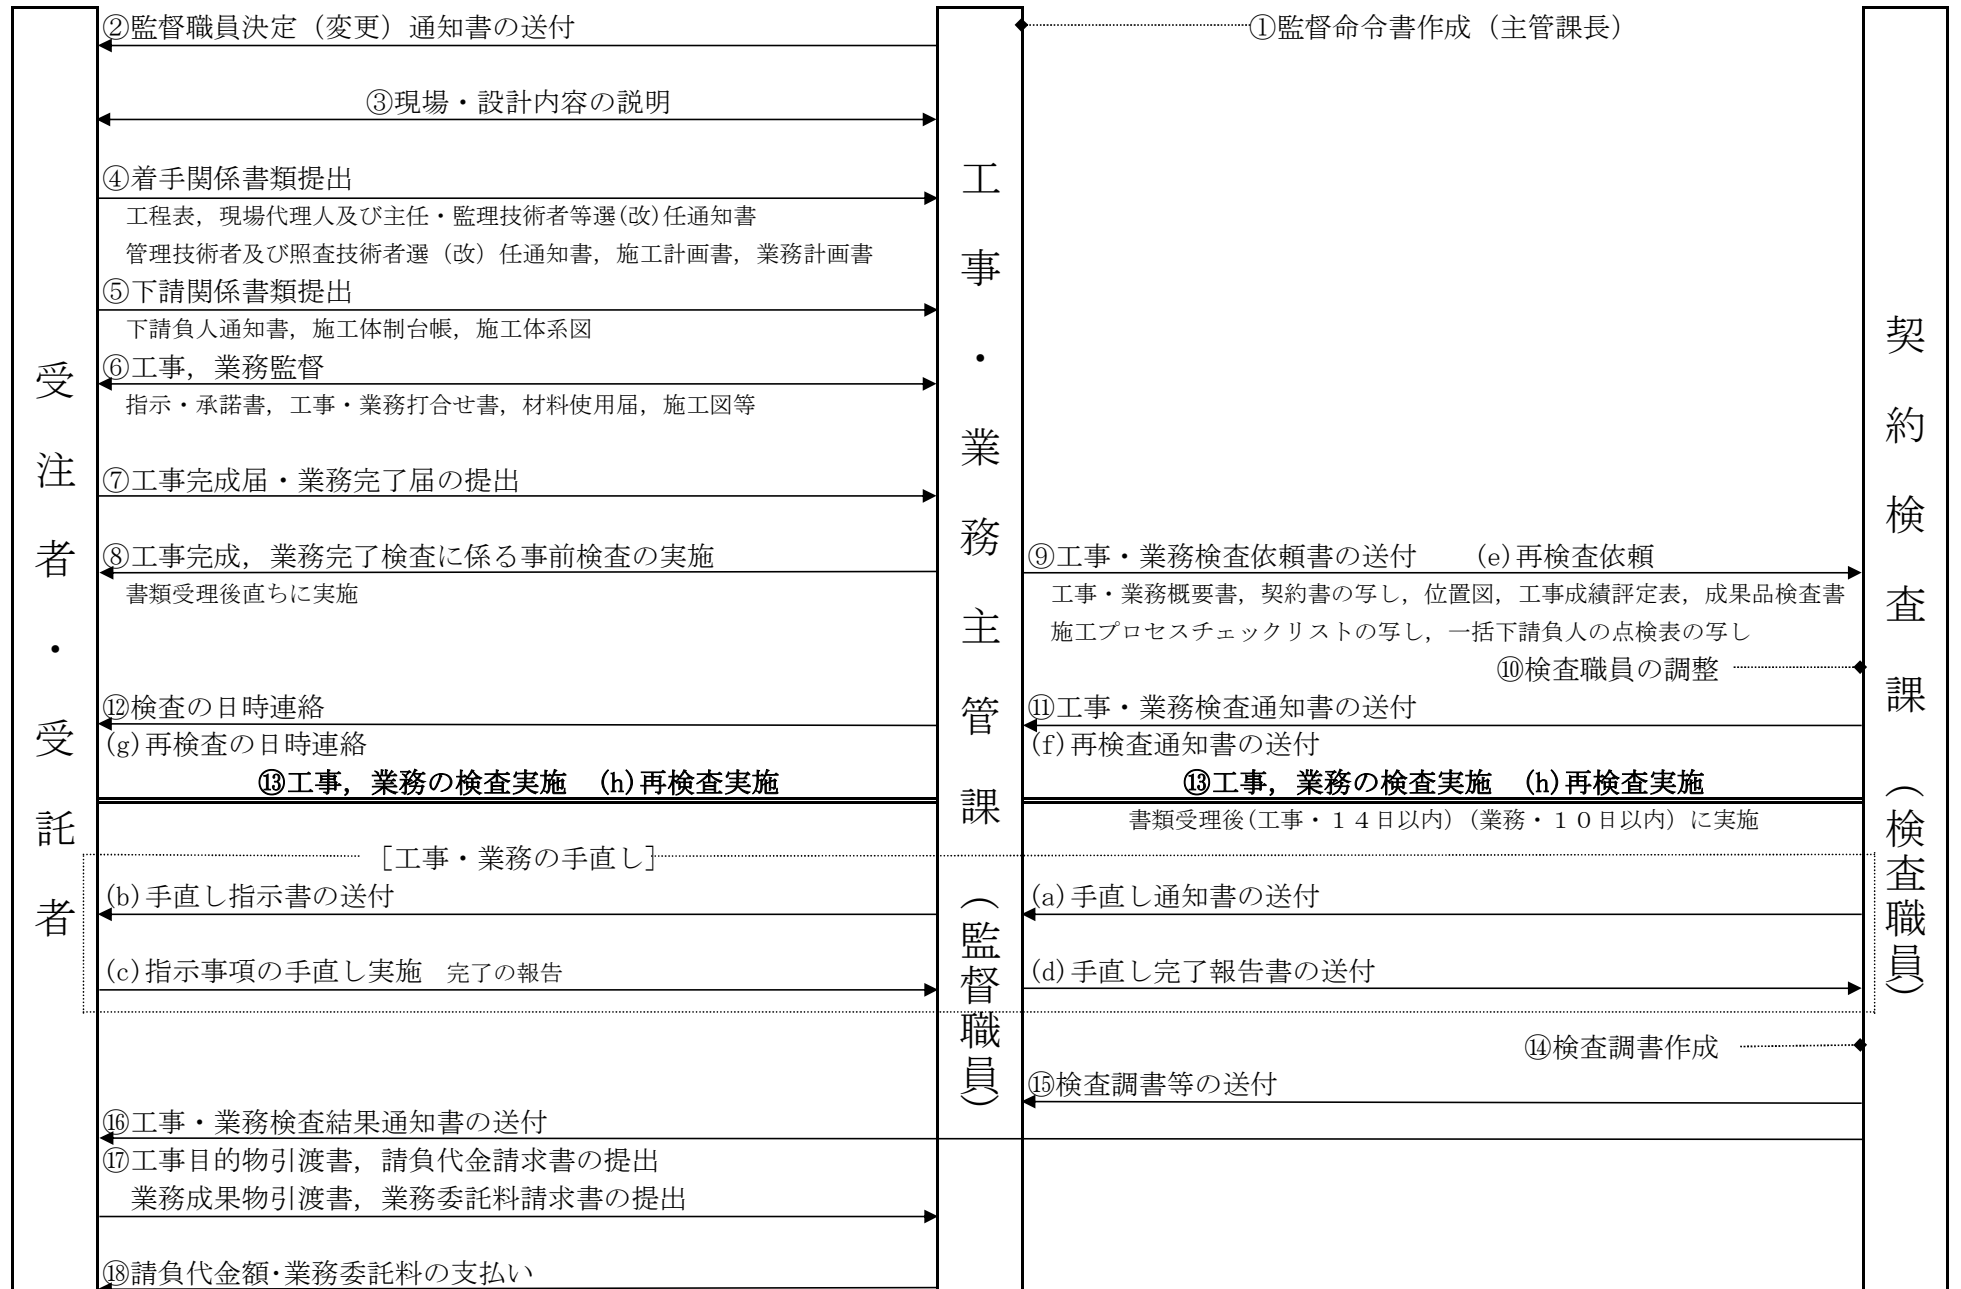 ②監督職員決定（変更）通知書の送付
①監督命令書作成（主管課長）
③現場・設計内容の説明
④着手関係書類提出
工程表，現場代理人及び主任・監理技術者等選(改)任通知書
管理技術者及び照査技術者選（改）任通知書，施工計画書，業務計画書
⑤下請関係書類提出
下請負人通知書，施工体制台帳，施工体系図
⑥工事，業務監督
指示・承諾書，工事・業務打合せ書，材料使用届，施工図等
⑦工事完成届・業務完了届の提出
⑧工事完成，業務完了検査に係る事前検査の実施
書類受理後直ちに実施
⑨工事・業務検査依頼書の送付　　(e)再検査依頼
工事・業務概要書，契約書の写し，位置図，工事成績評定表，成果品検査書
施工プロセスチェックリストの写し，一括下請負人の点検表の写し
⑩検査職員の調整
⑫検査の日時連絡
(g)再検査の日時連絡
⑪工事・業務検査通知書の送付
(f)再検査通知書の送付
⑬工事，業務の検査実施　(h)再検査実施
⑬工事，業務の検査実施　(h)再検査実施
書類受理後(工事・１４日以内)(業務・１０日以内)に実施
［工事・業務の手直し］
(b)手直し指示書の送付
(a)手直し通知書の送付
(c)指示事項の手直し実施　完了の報告
(d)手直し完了報告書の送付
⑭検査調書作成
⑮検査調書等の送付
⑯工事・業務検査結果通知書の送付
⑰工事目的物引渡書，請負代金請求書の提出
業務成果物引渡書，業務委託料請求書の提出
⑱請負代金額･業務委託料の支払い
受注者・受託者
工事・業務主管課（監督職員）
契約検査課（検査職員）